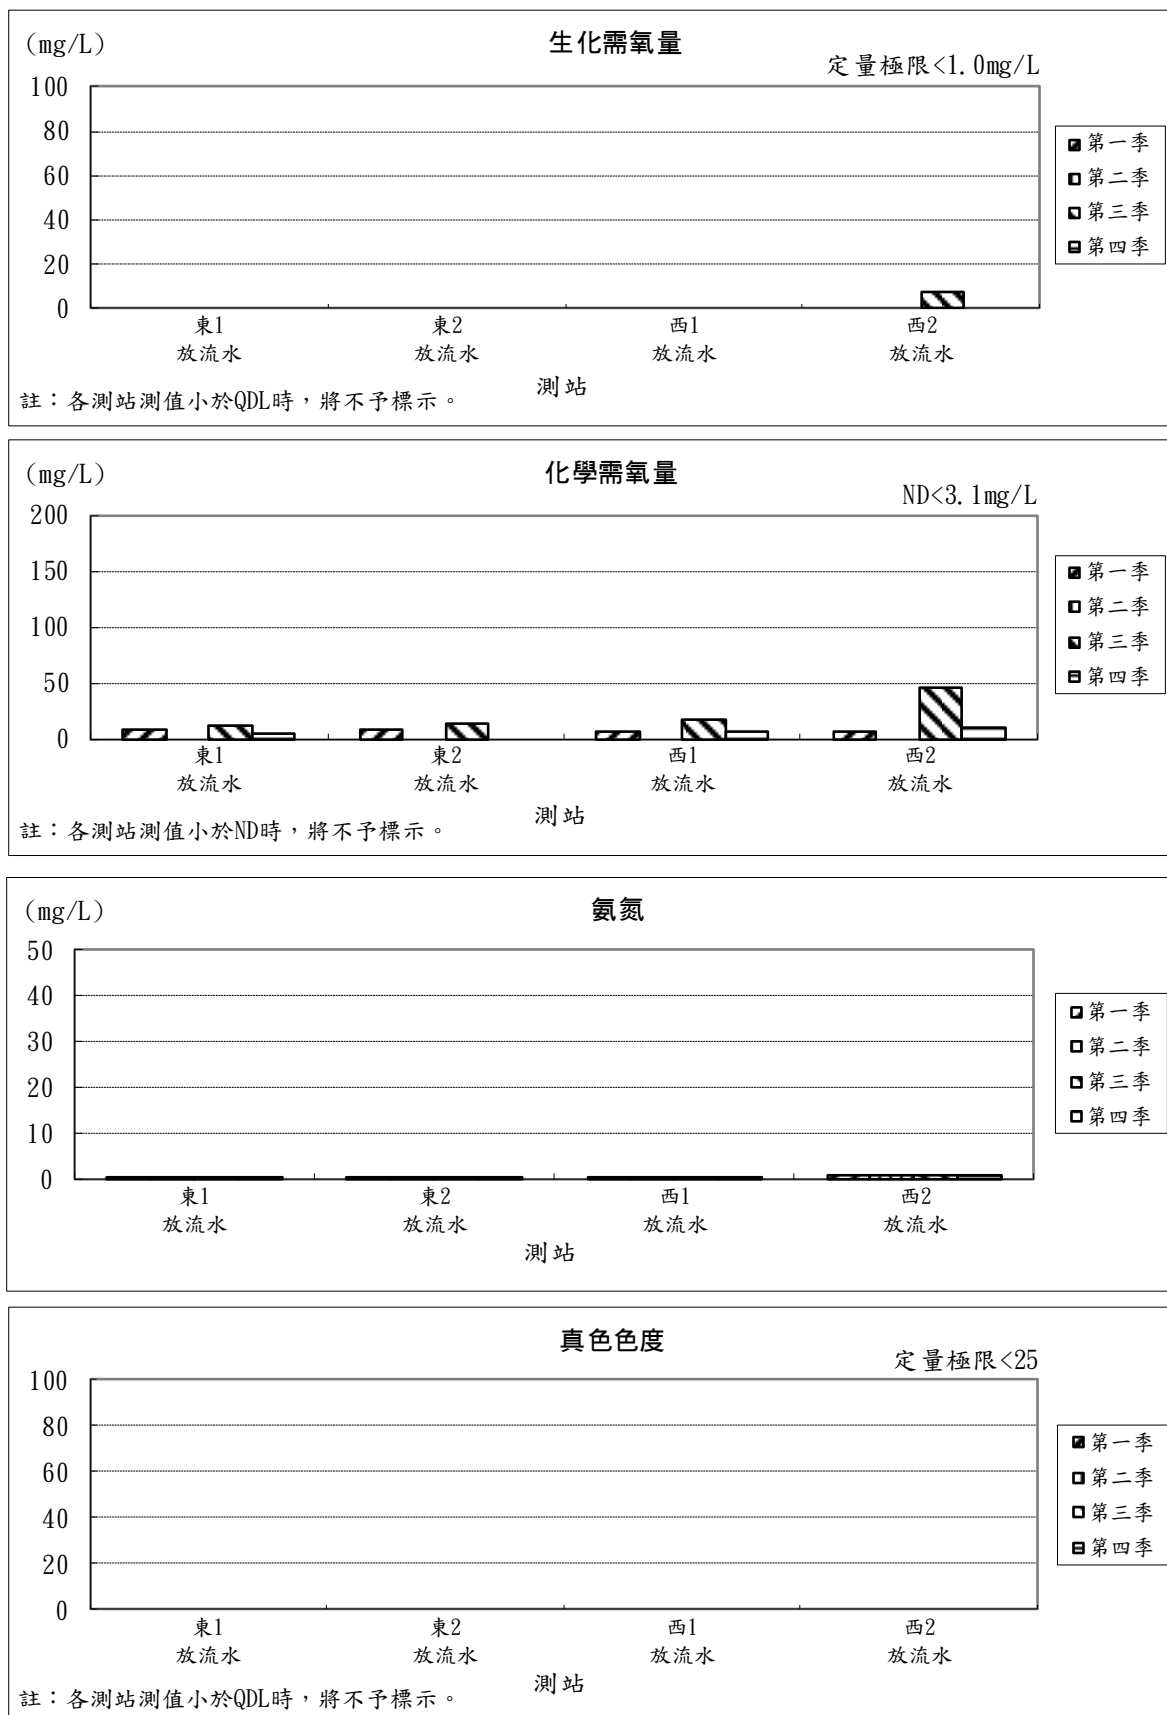 生化需氧量
(mg/L)
定量極限<1.0mg/L
100
80
60
40
20
0
東1
放流水
東2
放流水
西1
放流水
西2
放流水
測站
第一季
第二季
第三季
第四季
註：各測站測值小於QDL時，將不予標示。
化學需氧量
(mg/L)
ND<3.1mg/L
200
150
100
50
0
東1
放流水
東2
放流水
西1
放流水
西2
放流水
測站
第一季
第二季
第三季
第四季
註：各測站測值小於ND時，將不予標示。
氨氮
(mg/L)
50
40
30
20
10
0
東1
放流水
東2
放流水
西1
放流水
西2
放流水
測站
第一季
第二季
第三季
第四季
真色色度
定量極限<25
100
80
60
40
20
0
東1
放流水
東2
放流水
西1
放流水
西2
放流水
測站
第一季
第二季
第三季
第四季
註：各測站測值小於QDL時，將不予標示。